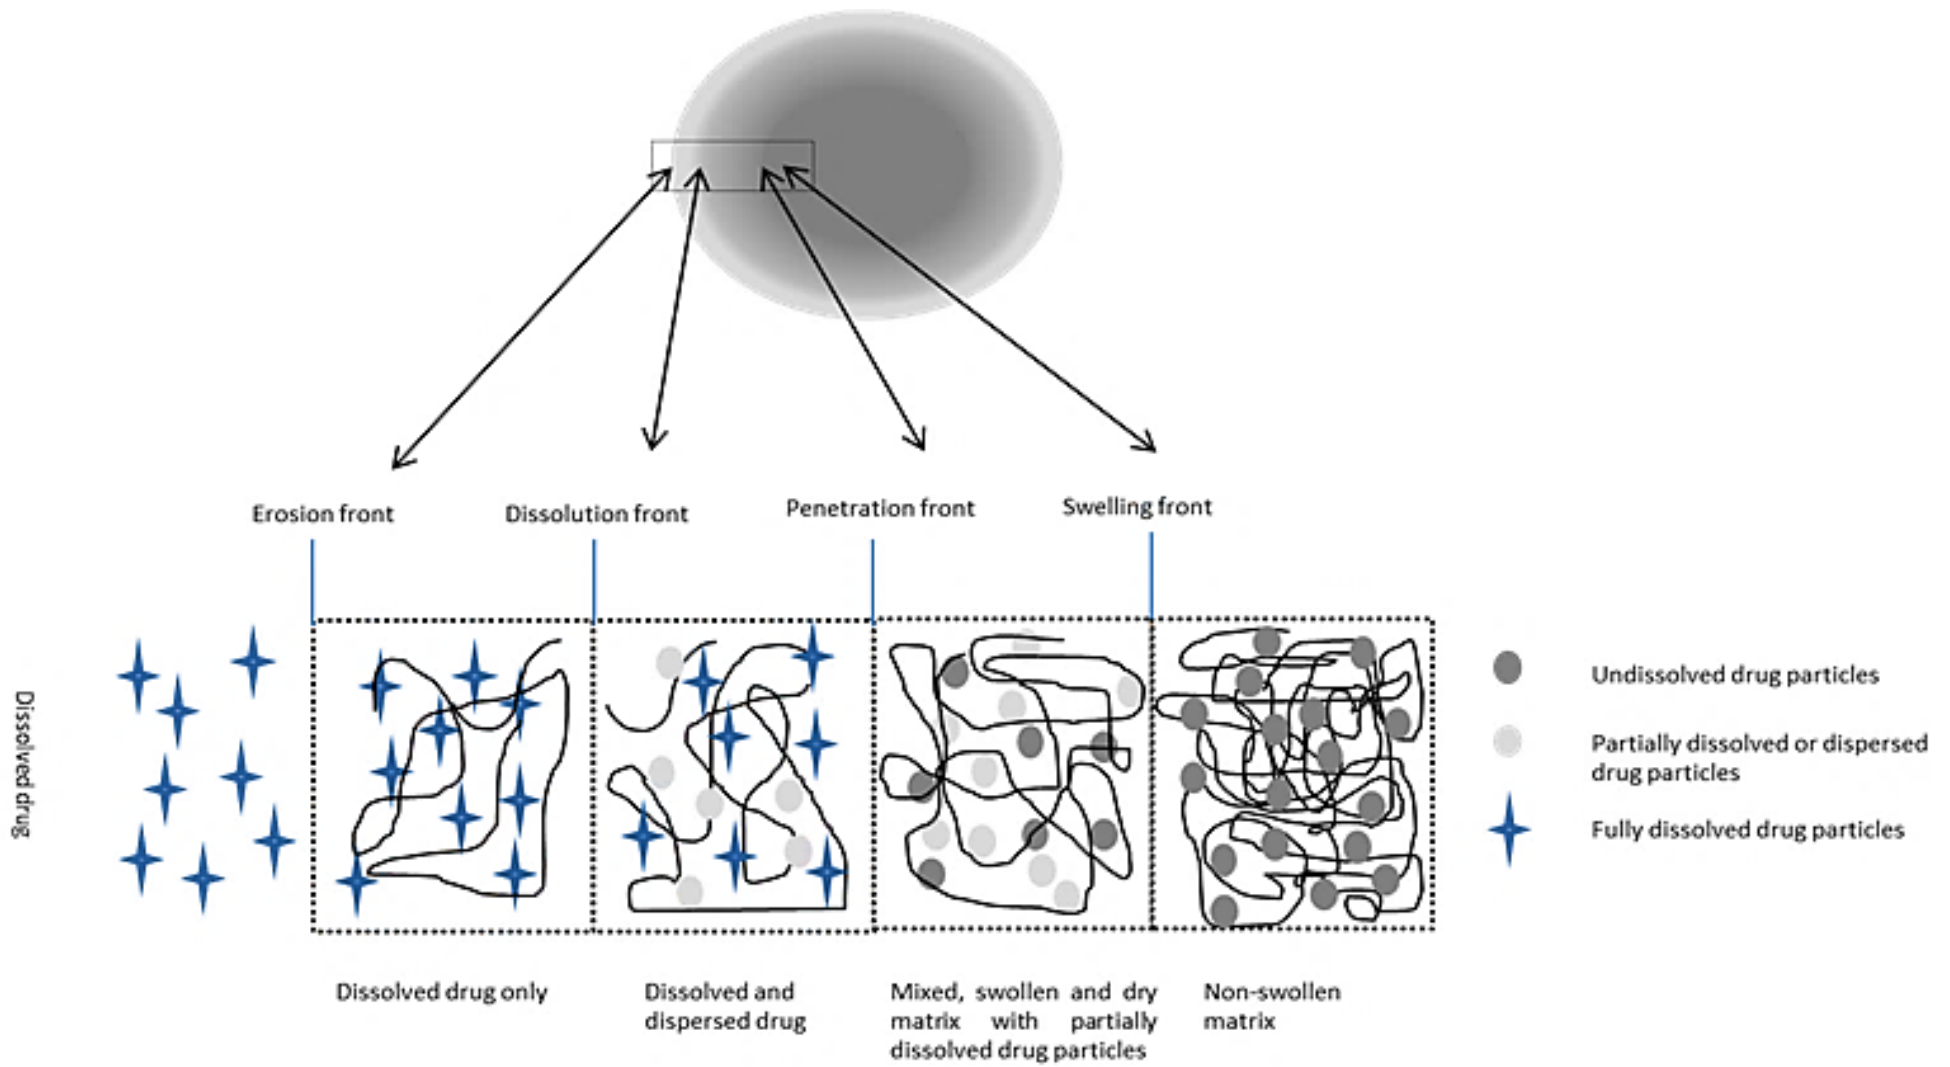 Erosion front
Dissolution front
Penetration front
Swelling front
Dissolved drug
Undissolved drug particles
Partially dissolved or dispersed
drug particles
Fully dissolved drug particles
Dissolved drug only
Dissolved and
dispersed drug
Mixed, swollen and dry
matrix with partially
dissolved drug particles
Non-swollen
matrix